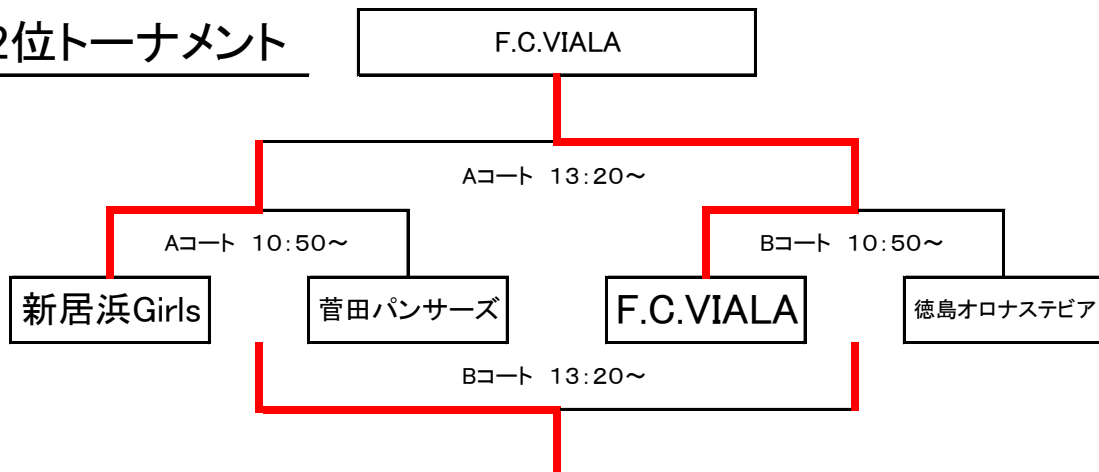 2位トーナメント
F.C.VIALA
Aコート 13:20～
Aコート 10:50～
Bコート 10:50～
新居浜Girls
菅田パンサーズ
F.C.VIALA
徳島オロナステビア
Bコート 13:20～